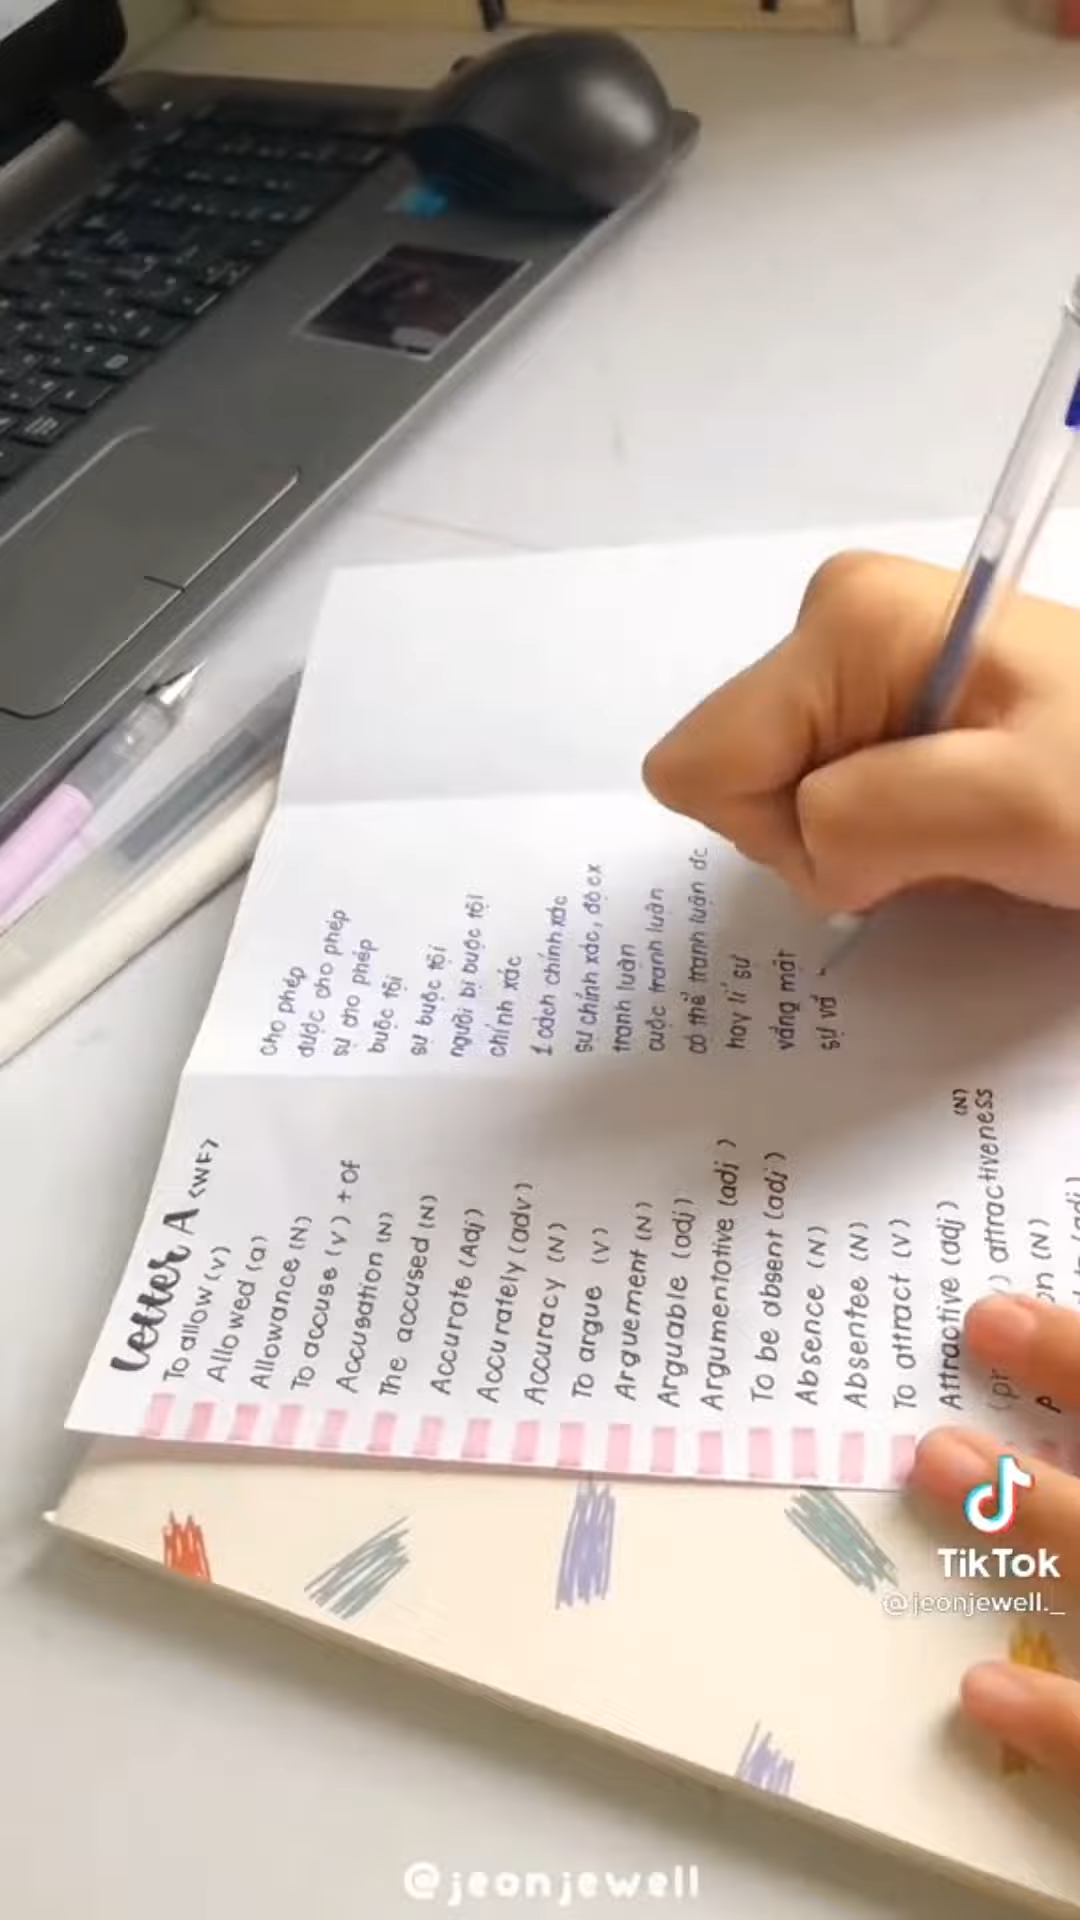 Letter A <WF>
To allow (v)
Allowed (a)
Allowance (N)
To accuse (v) + of
Accusation (N)
The accused (N)
Accurate (Adj)
Accurately (adv)
Accuracy (N)
To argue (v)
Arguement (N)
Arguable (adj)
Argumentative (adj)
To be absent (adj)
Absence (N)
Absentee (N)
To attract (v)
Attractive (adj)
(N)
attractiveness
cho phép
được cho phép
sự cho phép
buộc tội
sự buộc tội
người bị buộc tội
chính xác
1 cách chính xác
sự chính xác, độ cx
tranh luận
cuộc tranh luận
có thể tranh luận đc
hay lí sự
vắng mặt
sự vắ
TikTok
@jeonjewell._
@jeonjewell